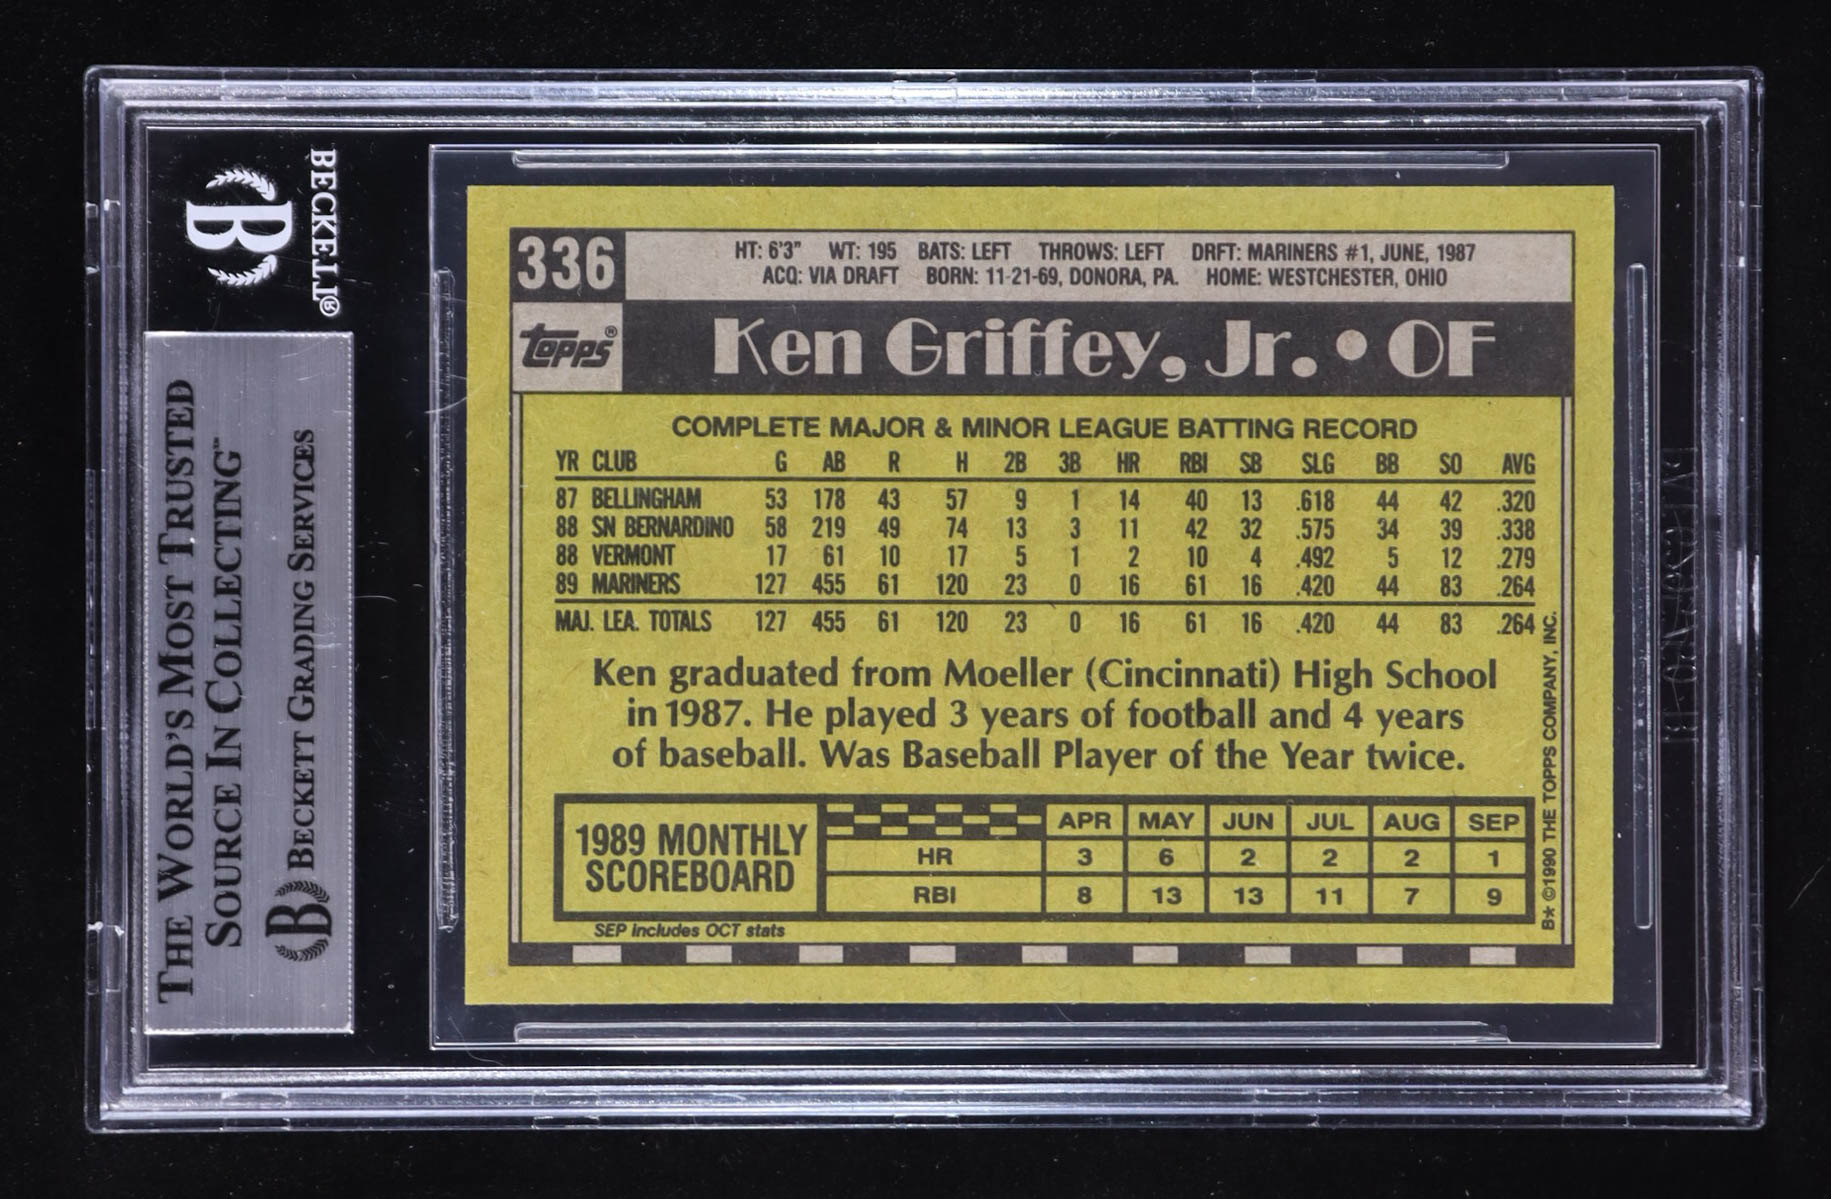 BECKETT®
B
THE WORLD'S MOST TRUSTED
SOURCE IN COLLECTING™
B BECKETT GRADING SERVICES
336
HT: 6'3" WT: 195 BATS: LEFT THROWS: LEFT DRFT: MARINERS #1, JUNE, 1987
ACQ: VIA DRAFT BORN: 11-21-69, DONORA, PA. HOME: WESTCHESTER, OHIO
topps®
Ken Griffey, Jr. • OF
COMPLETE MAJOR & MINOR LEAGUE BATTING RECORD
YR CLUB G AB R H 2B 3B HR RBI SB SLG BB SO AVG
87 BELLINGHAM 53 178 43 57 9 1 14 40 13 .618 44 42 .320
88 SN BERNARDINO 58 219 49 74 13 3 11 42 32 .575 34 39 .338
88 VERMONT 17 61 10 17 5 1 2 10 4 .492 5 12 .279
89 MARINERS 127 455 61 120 23 0 16 61 16 .420 44 83 .264
MAJ. LEA. TOTALS 127 455 61 120 23 0 16 61 16 .420 44 83 .264
Ken graduated from Moeller (Cincinnati) High School
in 1987. He played 3 years of football and 4 years
of baseball. Was Baseball Player of the Year twice.
1989 MONTHLY
SCOREBOARD
APR MAY JUN JUL AUG SEP
HR 3 6 2 2 2 1
RBI 8 13 13 11 7 9
SEP includes OCT stats
B* ©1990 THE TOPPS COMPANY, INC.